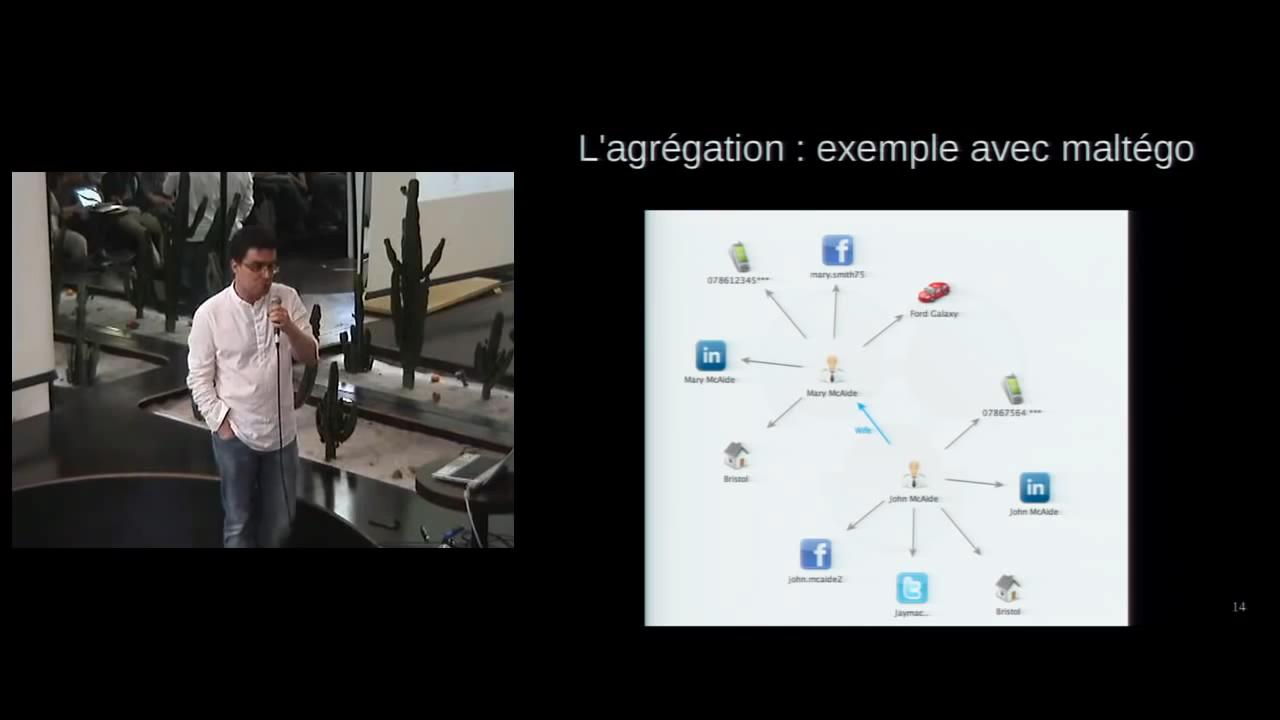 L'agrégation : exemple avec maltégo
078612345***
mary.smith75
Ford Galaxy
Mary McAide
Mary McAide
07867564***
Wife
Bristol
John McAide
John McAide
john.mcaide2
Jaymac...
Bristol
14